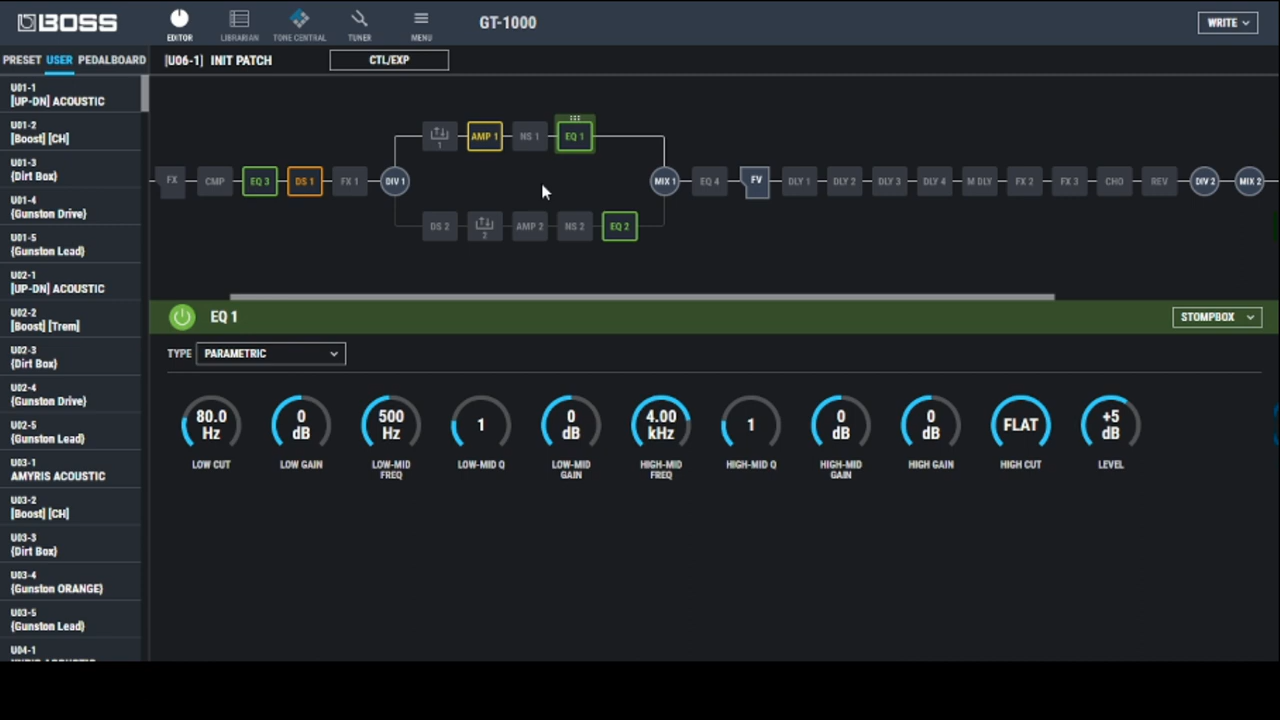 BOSS
EDITOR
LIBRARIAN
TONE CENTRAL
TUNER
MENU
GT-1000
WRITE
PRESET USER PEDALBOARD
[U06-1] INIT PATCH
CTL/EXP
U01-1
[UP-DN] ACOUSTIC
U01-2
[Boost] [CH]
U01-3
{Dirt Box}
U01-4
{Gunston Drive}
U01-5
{Gunston Lead}
U02-1
[UP-DN] ACOUSTIC
U02-2
[Boost] [Trem]
U02-3
{Dirt Box}
U02-4
{Gunston Drive}
U02-5
{Gunston Lead}
U03-1
AMYRIS ACOUSTIC
U03-2
[Boost] [CH]
U03-3
{Dirt Box}
U03-4
{Gunston ORANGE}
U03-5
{Gunston Lead}
U04-1
1 AMP 1 NS 1 EQ 1
FX CMP EQ 3 DS 1 FX 1 DIV 1 MIX 1 EQ 4 FV DLY 1 DLY 2 DLY 3 DLY 4 M DLY FX 2 FX 3 CHO REV DIV 2 MIX 2
DS 2 2 AMP 2 NS 2 EQ 2
EQ 1
STOMPBOX
TYPE PARAMETRIC
80.0 Hz
LOW CUT
0 dB
LOW GAIN
500 Hz
LOW-MID
FREQ
1
LOW-MID Q
0 dB
LOW-MID
GAIN
4.00 kHz
HIGH-MID
FREQ
1
HIGH-MID Q
0 dB
HIGH-MID
GAIN
0 dB
HIGH GAIN
FLAT
HIGH CUT
+5 dB
LEVEL